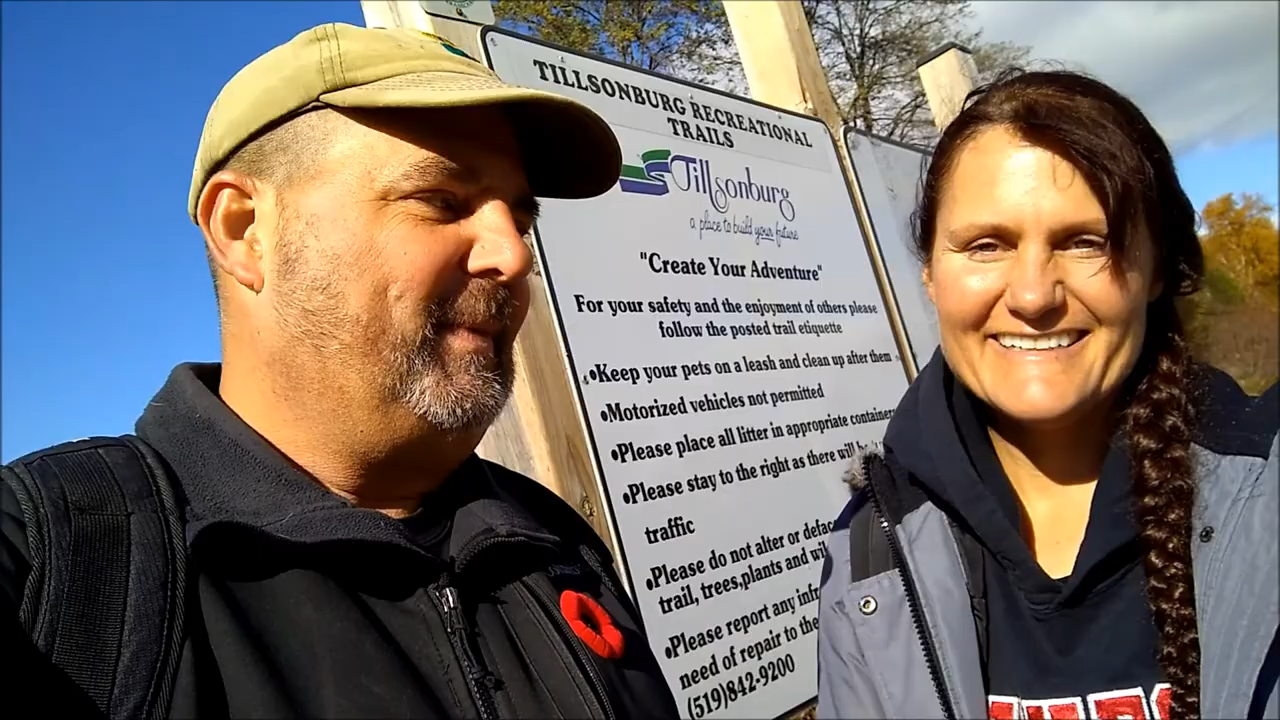 TILLSONBURG RECREATIONAL
TRAILS
Tillsonburg
a place to build your future
"Create Your Adventure"
For your safety and the enjoyment of others please
follow the posted trail etiquette
•Keep your pets on a leash and clean up after them
•Motorized vehicles not permitted
•Please place all litter in appropriate containers
•Please stay to the right as there will
traffic
•Please do not alter or deface
trail, trees,plants and
•Please report any
need of repair to the
(519)842-9200